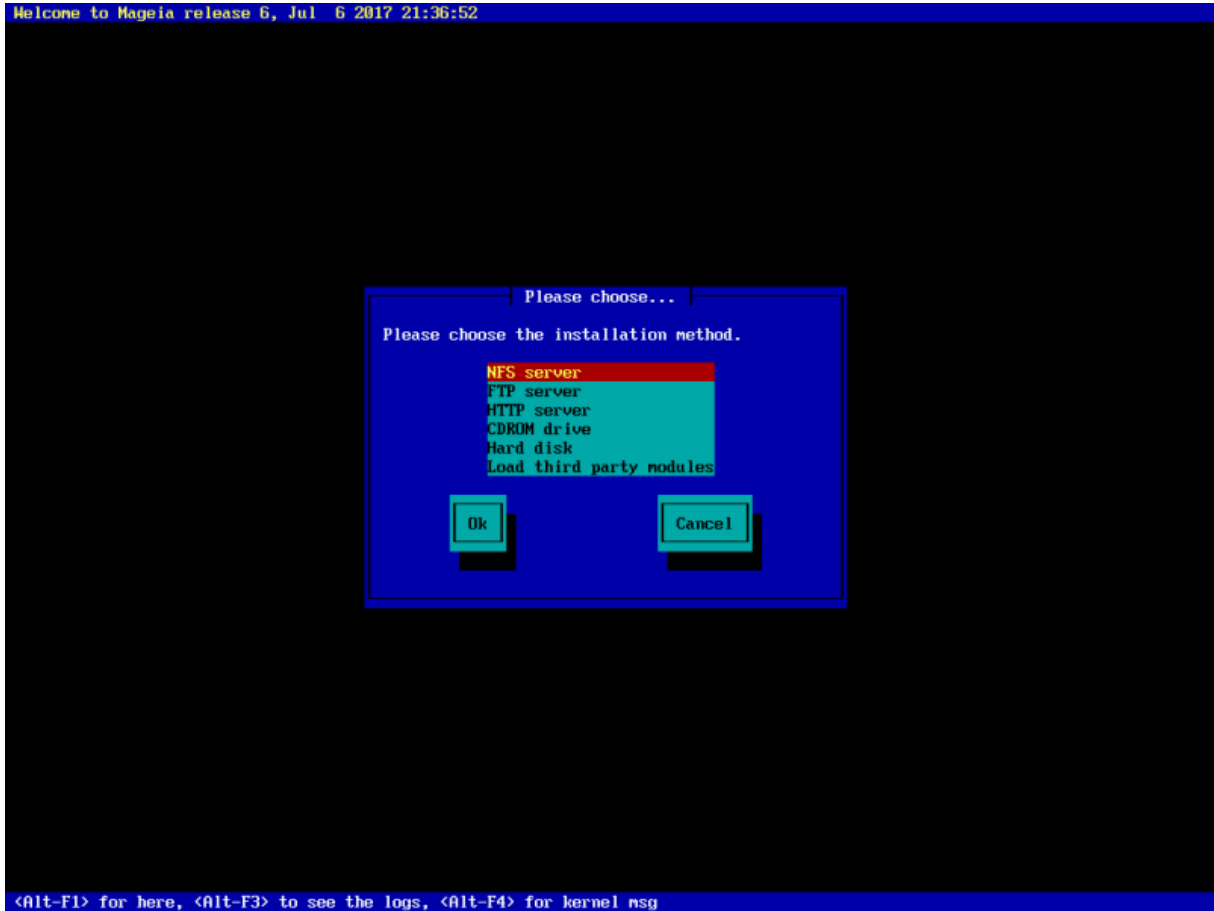 Welcome to Mageia release 6, Jul  6 2017 21:36:52
Please choose...
Please choose the installation method.
NFS server
FTP server
HTTP server
CDROM drive
Hard disk
Load third party modules
Ok Cancel
<Alt-F1> for here, <Alt-F3> to see the logs, <Alt-F4> for kernel msg